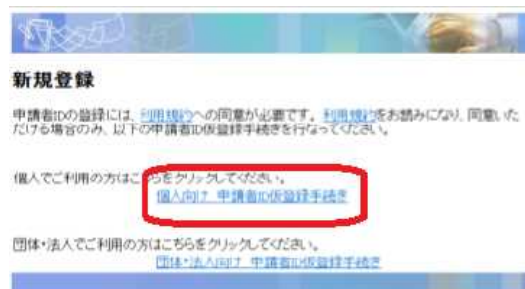 新規登録
申請者IDの登録には、利用規約への同意が必要です。利用規約をお読みになり、同意いた
だける場合のみ、以下の申請者ID仮登録手続きを行なってください。
個人でご利用の方はこちらをクリックしてください。
個人向け 申請者ID仮登録手続き
団体・法人でご利用の方はこちらをクリックしてください。
団体・法人向け 申請者ID仮登録手続き